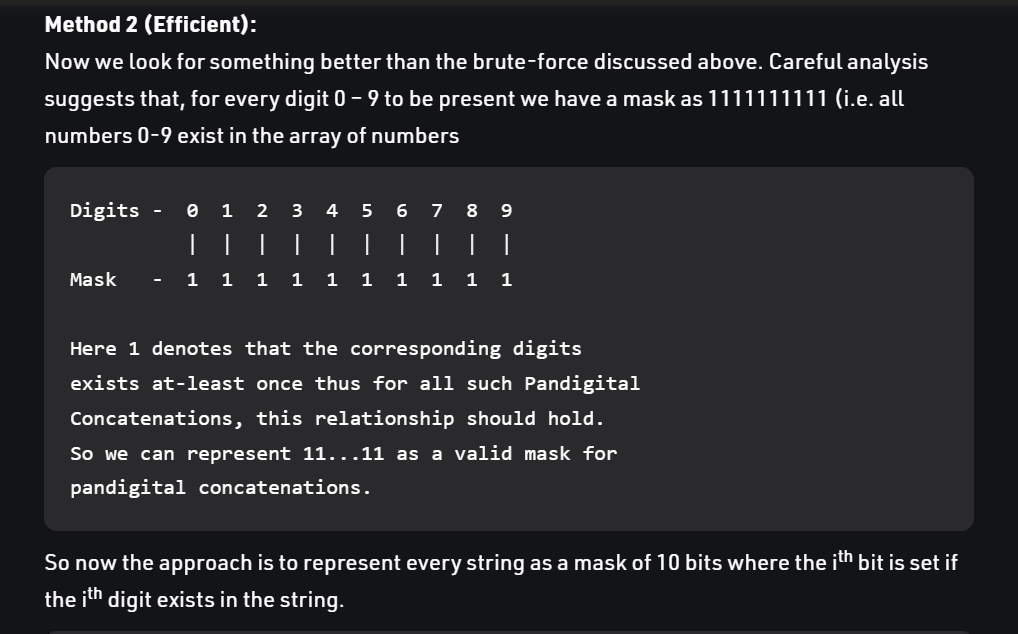 Method 2 (Efficient):
Now we look for something better than the brute-force discussed above. Careful analysis
suggests that, for every digit 0 – 9 to be present we have a mask as 1111111111 (i.e. all
numbers 0-9 exist in the array of numbers
Digits - 0 1 2 3 4 5 6 7 8 9
| | | | | | | | | |
Mask - 1 1 1 1 1 1 1 1 1 1
Here 1 denotes that the corresponding digits
exists at-least once thus for all such Pandigital
Concatenations, this relationship should hold.
So we can represent 11...11 as a valid mask for
pandigital concatenations.
So now the approach is to represent every string as a mask of 10 bits where the ith bit is set if
the ith digit exists in the string.